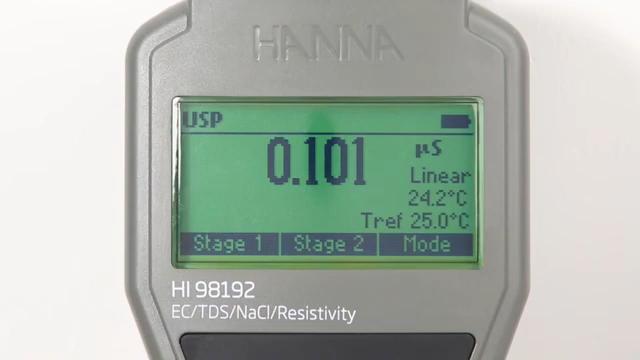 HANNA
USP
0.101 µS
Linear
24.2°C
Tref 25.0°C
Stage 1 Stage 2 Mode
HI 98192
EC/TDS/NaCl/Resistivity